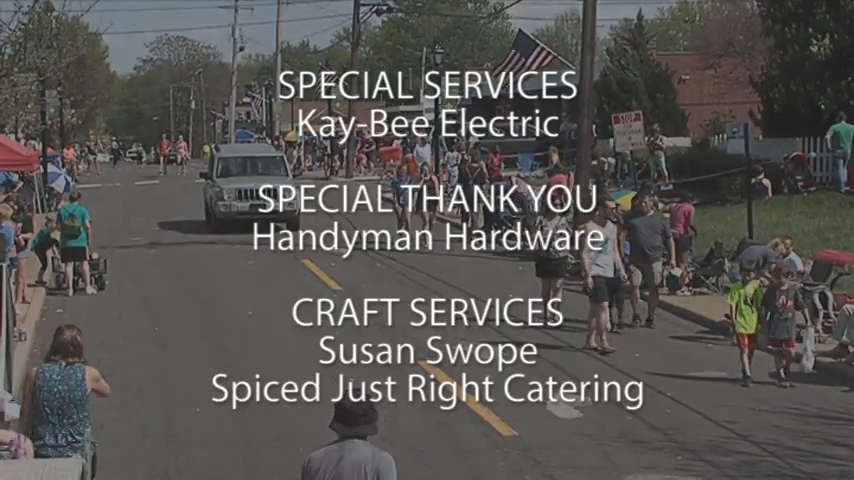 SPECIAL SERVICES
Kay-Bee Electric
SPECIAL THANK YOU
Handyman Hardware
CRAFT SERVICES
Susan Swope
Spiced Just Right Catering
STOP